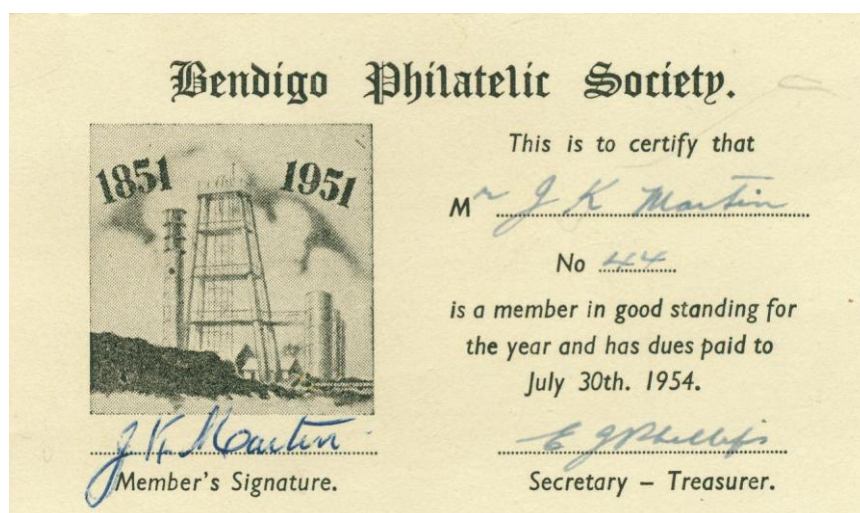 Bendigo Philatelic Society.
1851 1951
This is to certify that
Mr J K Martin
No 44
is a member in good standing for
the year and has dues paid to
July 30th. 1954.
J K Martin
Member's Signature.
E J Phillips
Secretary – Treasurer.